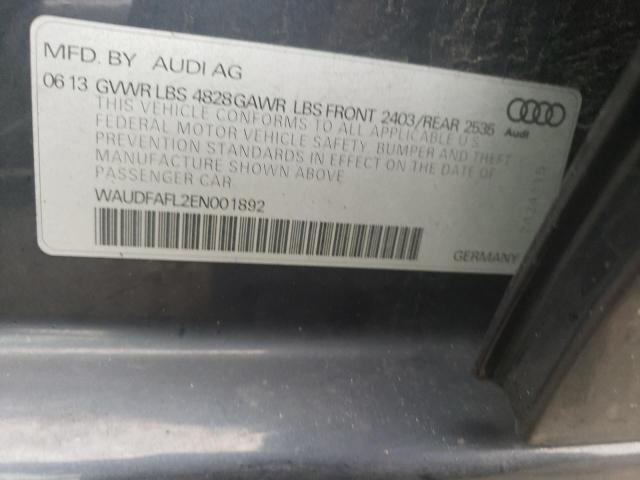 MFD. BY AUDI AG
06 13 GVWR LBS 4828 GAWR LBS FRONT 2403/REAR 2535
THIS VEHICLE CONFORMS TO ALL APPLICABLE U.S.
FEDERAL MOTOR VEHICLE SAFETY, BUMPER AND THEFT
PREVENTION STANDARDS IN EFFECT ON THE DATE OF
MANUFACTURE SHOWN ABOVE
PASSENGER CAR
WAUDFAFL2EN001892
GERMANY
Audi